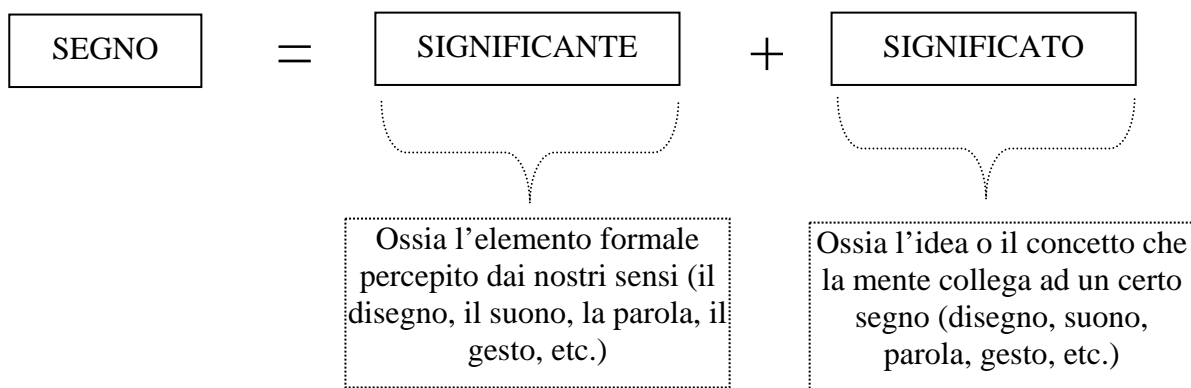 SEGNO = SIGNIFICANTE + SIGNIFICATO
Ossia l’elemento formale
percepito dai nostri sensi (il
disegno, il suono, la parola, il
gesto, etc.)
Ossia l’idea o il concetto che
la mente collega ad un certo
segno (disegno, suono,
parola, gesto, etc.)